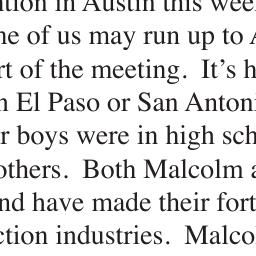 ation in Austin this wee
ne of us may run up to A
rt of the meeting.  It’s h
n El Paso or San Antoni
r boys were in high sch
others.  Both Malcolm a
nd have made their fort
ction industries.  Malco